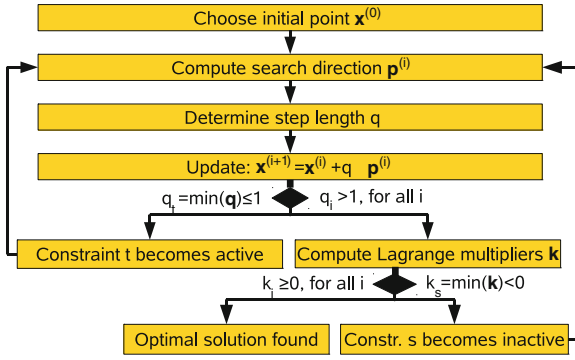 Choose initial point x⁽⁰⁾
Compute search direction p⁽ⁱ⁾
Determine step length q
Update: x⁽ⁱ⁺¹⁾=x⁽ⁱ⁾+q p⁽ⁱ⁾
qₜ=min(q)≤1 qᵢ>1, for all i
Constraint t becomes active Compute Lagrange multipliers k
kᵢ≥0, for all i kₛ=min(k)<0
Optimal solution found Constr. s becomes inactive